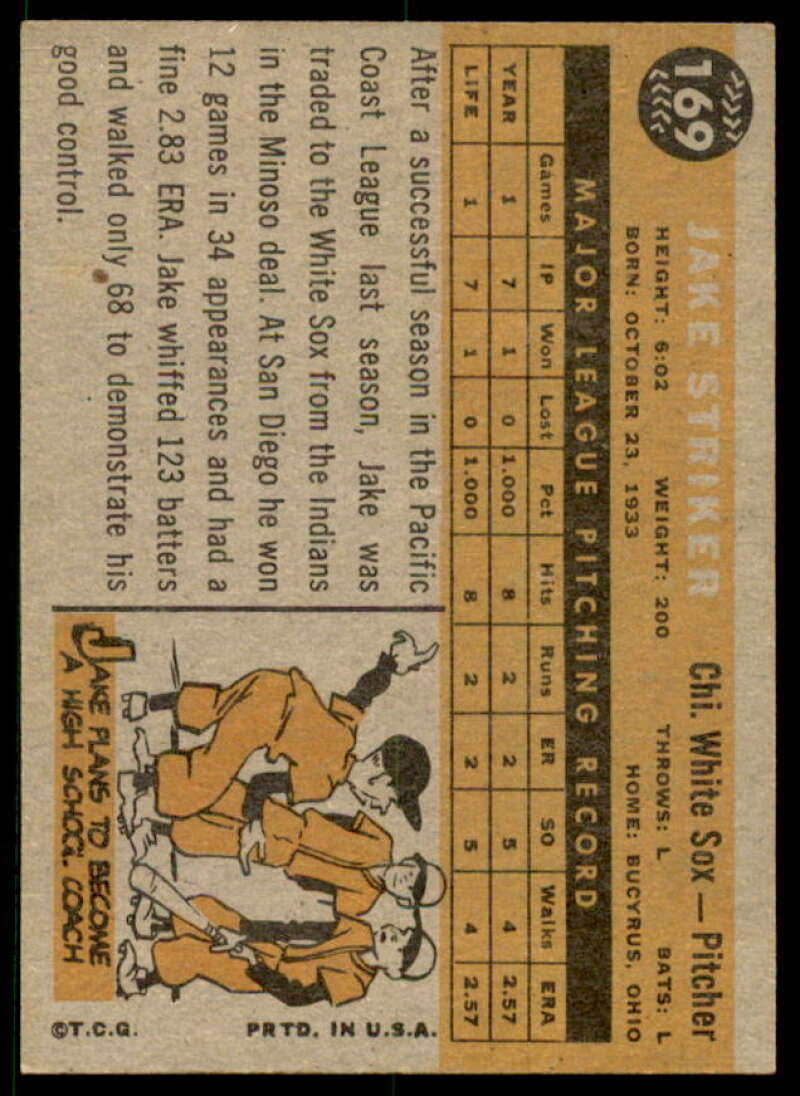 169
JAKE STRIKER Chi. White Sox — Pitcher
HEIGHT: 6:02 WEIGHT: 200 THROWS: L BATS: L
BORN: OCTOBER 23, 1933 HOME: BUCYRUS, OHIO
MAJOR LEAGUE PITCHING RECORD
Games IP Won Lost Pct Hits Runs ER SO Walks ERA
YEAR 1 7 1 0 1.000 8 2 2 5 4 2.57
LIFE 1 7 1 0 1.000 8 2 2 5 4 2.57
After a successful season in the Pacific
Coast League last season, Jake was
traded to the White Sox from the Indians
in the Minoso deal. At San Diego he won
12 games in 34 appearances and had a
fine 2.83 ERA. Jake whiffed 123 batters
and walked only 68 to demonstrate his
good control.
JAKE PLANS TO BECOME
A HIGH SCHOOL COACH
©T.C.G. PRTD. IN U.S.A.